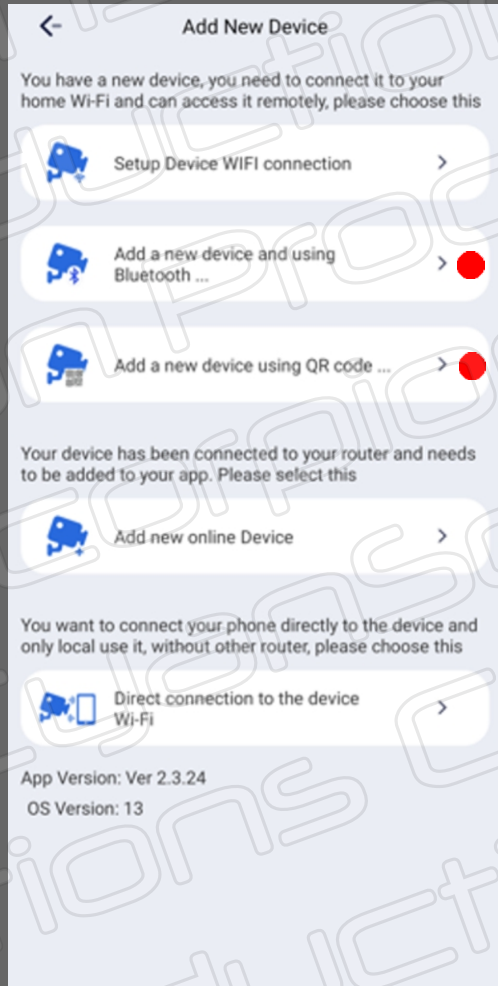 Add New Device
You have a new device, you need to connect it to your
home Wi-Fi and can access it remotely, please choose this
Setup Device WIFI connection
Add a new device and using
Bluetooth ...
Add a new device using QR code ...
Your device has been connected to your router and needs
to be added to your app. Please select this
Add new online Device
You want to connect your phone directly to the device and
only local use it, without other router, please choose this
Direct connection to the device
Wi-Fi
App Version: Ver 2.3.24
OS Version: 13